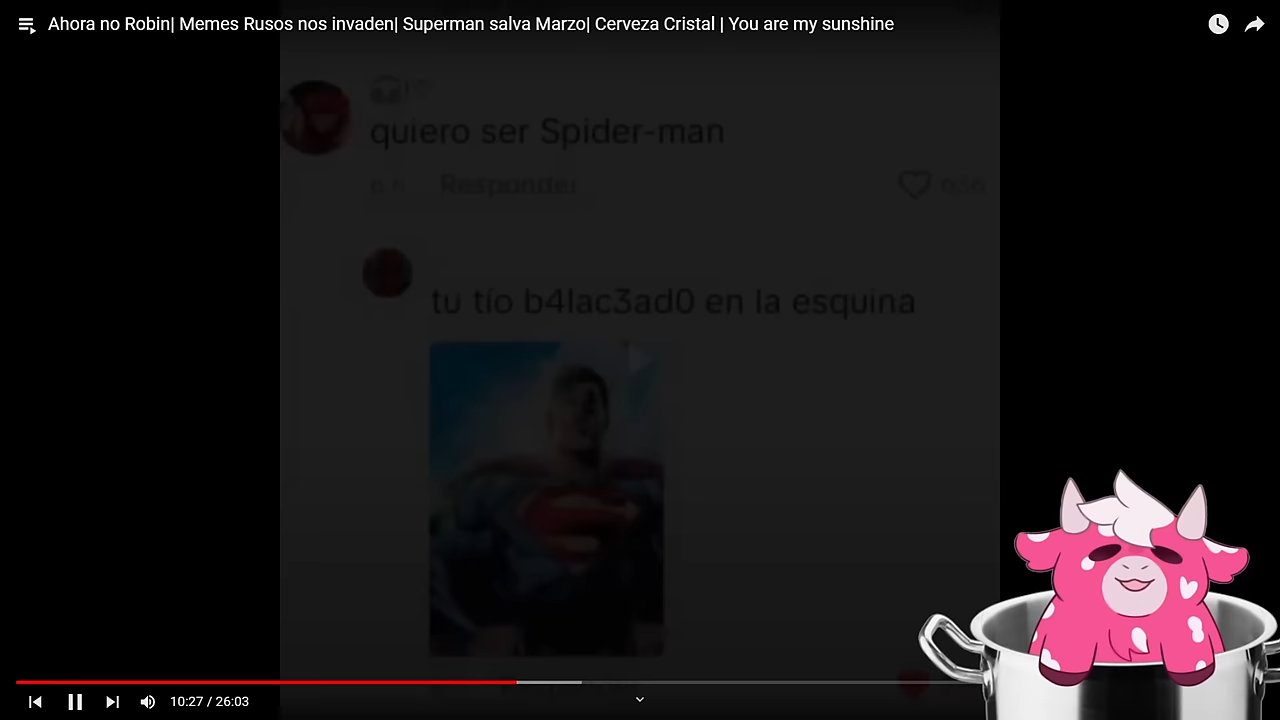 Ahora no Robin| Memes Rusos nos invaden| Superman salva Marzo| Cerveza Cristal | You are my sunshine
quiero ser Spider-man
Responder
tu tío b4lac3ad0 en la esquina
10:27 / 26:03